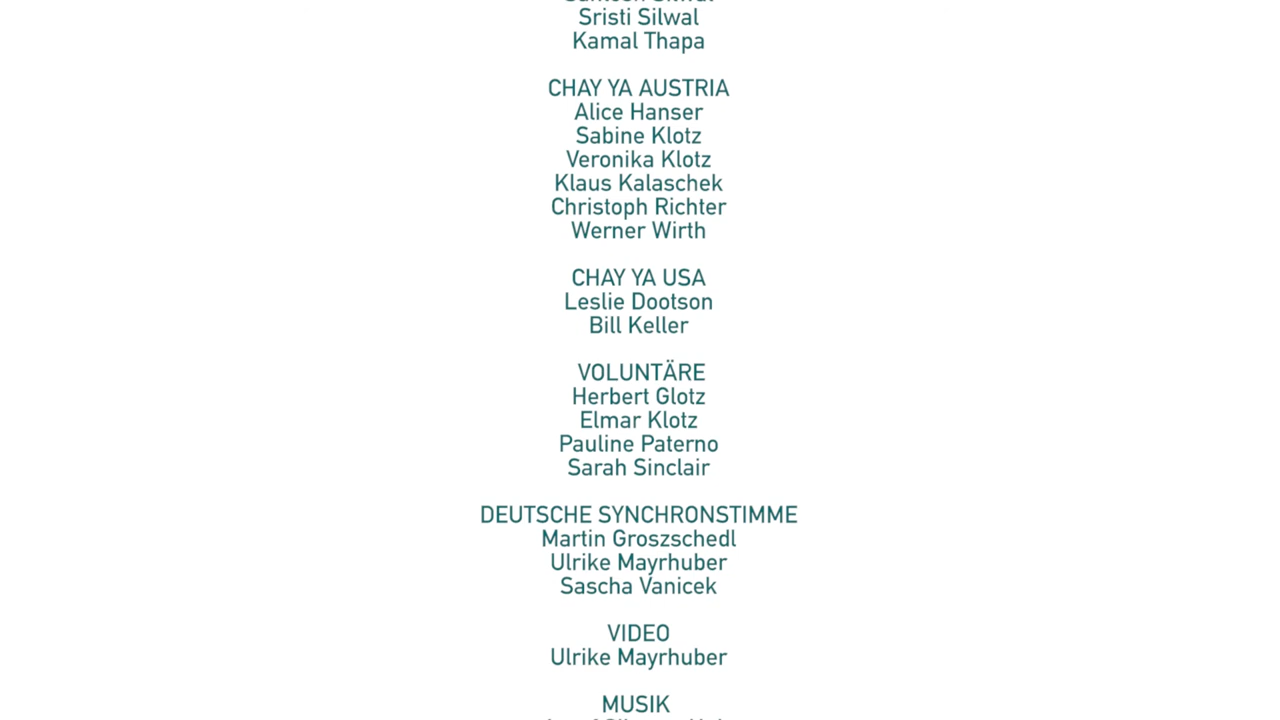 Sristi Silwal
Kamal Thapa
CHAY YA AUSTRIA
Alice Hanser
Sabine Klotz
Veronika Klotz
Klaus Kalaschek
Christoph Richter
Werner Wirth
CHAY YA USA
Leslie Dootson
Bill Keller
VOLUNTÄRE
Herbert Glotz
Elmar Klotz
Pauline Paterno
Sarah Sinclair
DEUTSCHE SYNCHRONSTIMME
Martin Groszschedl
Ulrike Mayrhuber
Sascha Vanicek
VIDEO
Ulrike Mayrhuber
MUSIK